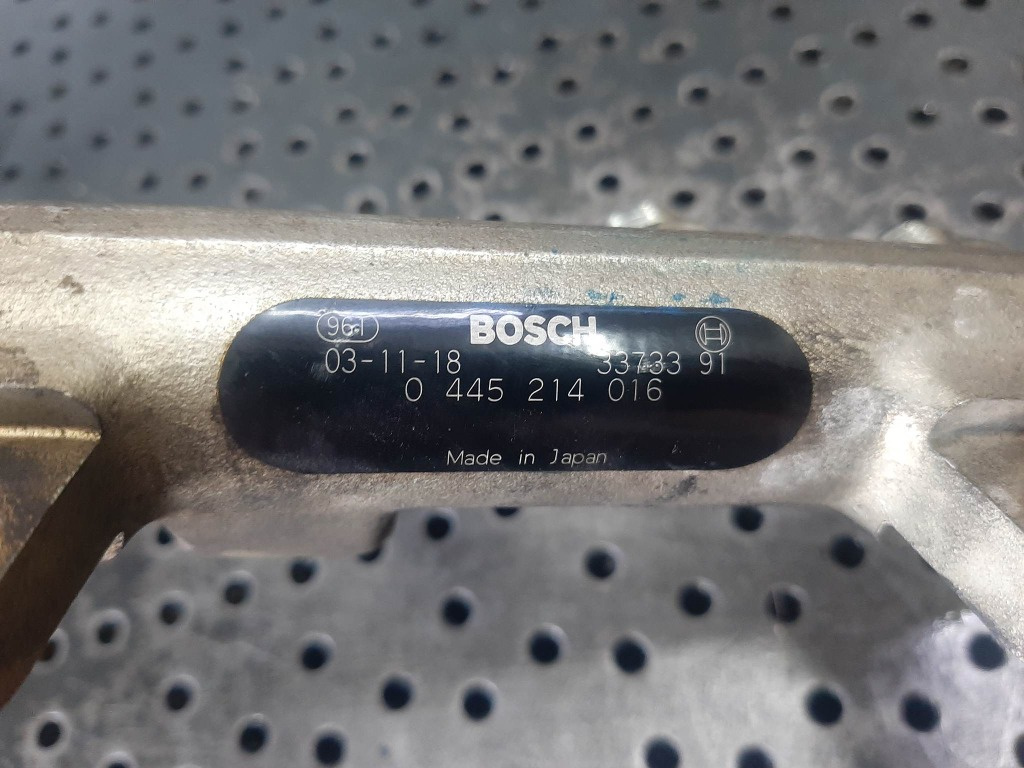 961 BOSCH
03-11-18 33733 91
0 445 214 016
Made in Japan